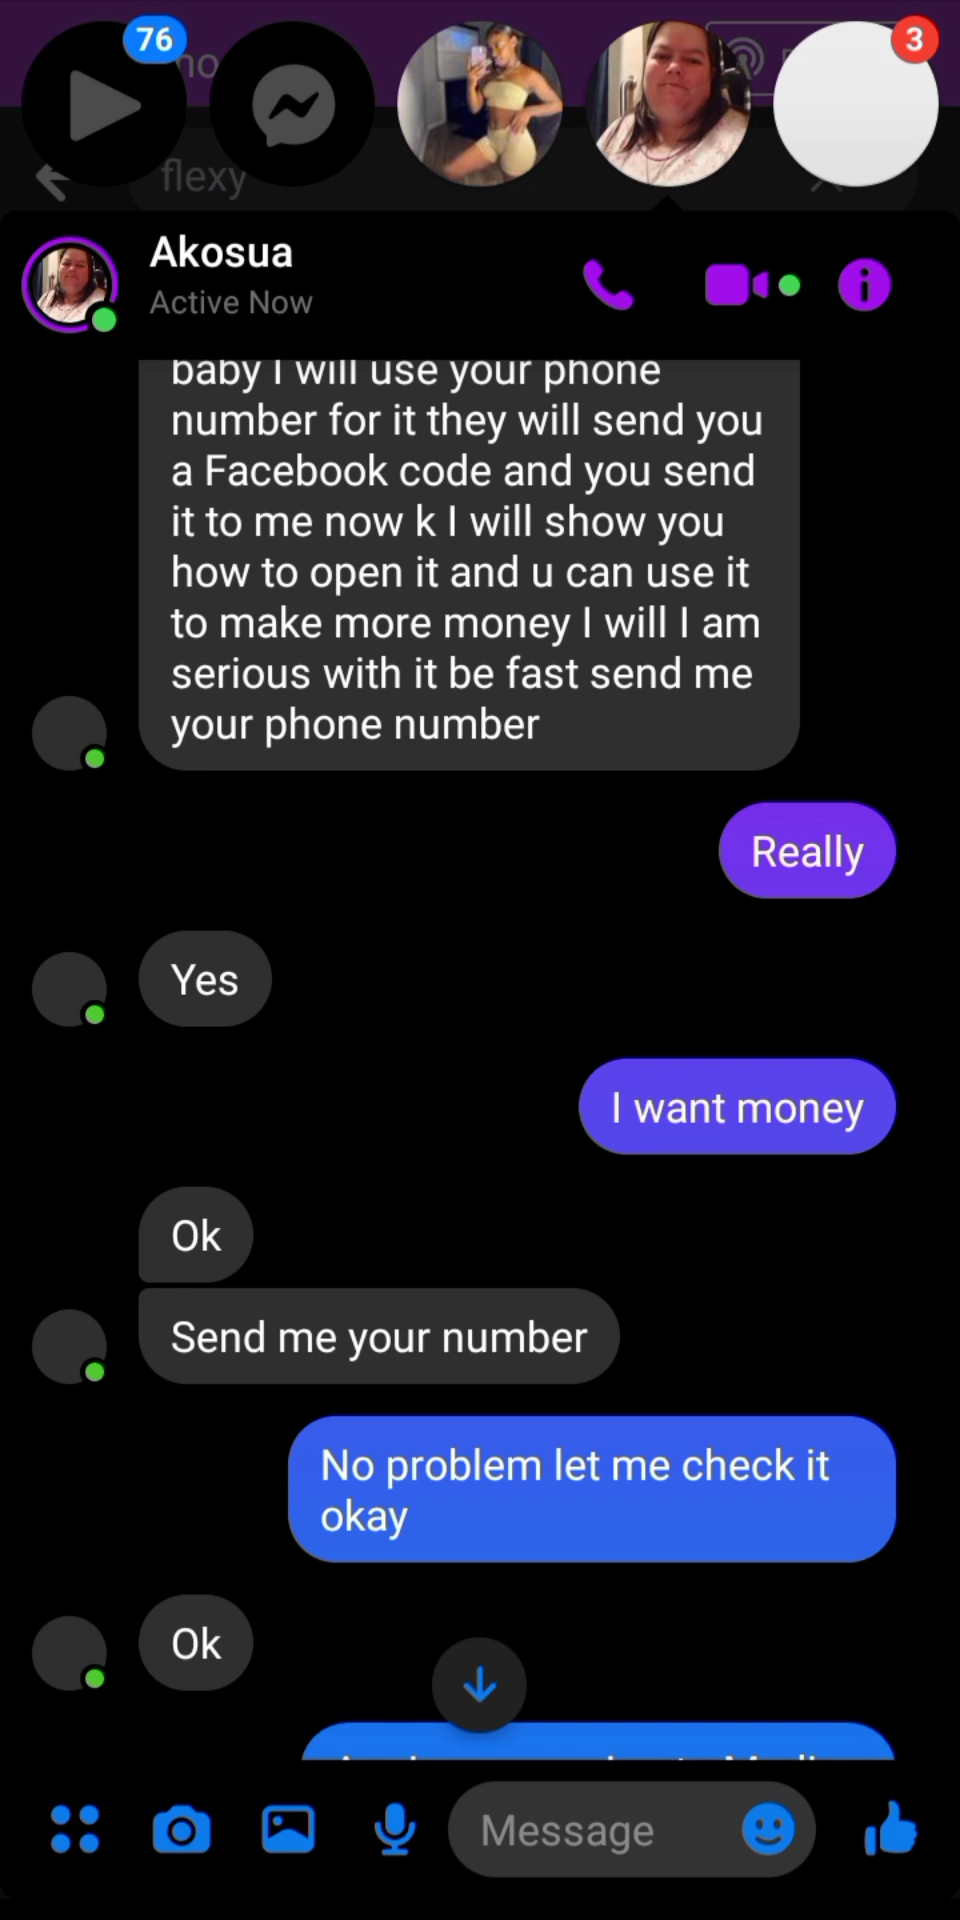 76
3
flexy
Akosua
Active Now
baby I will use your phone
number for it they will send you
a Facebook code and you send
it to me now k I will show you
how to open it and u can use it
to make more money I will I am
serious with it be fast send me
your phone number
Really
Yes
I want money
Ok
Send me your number
No problem let me check it
okay
Ok
Message